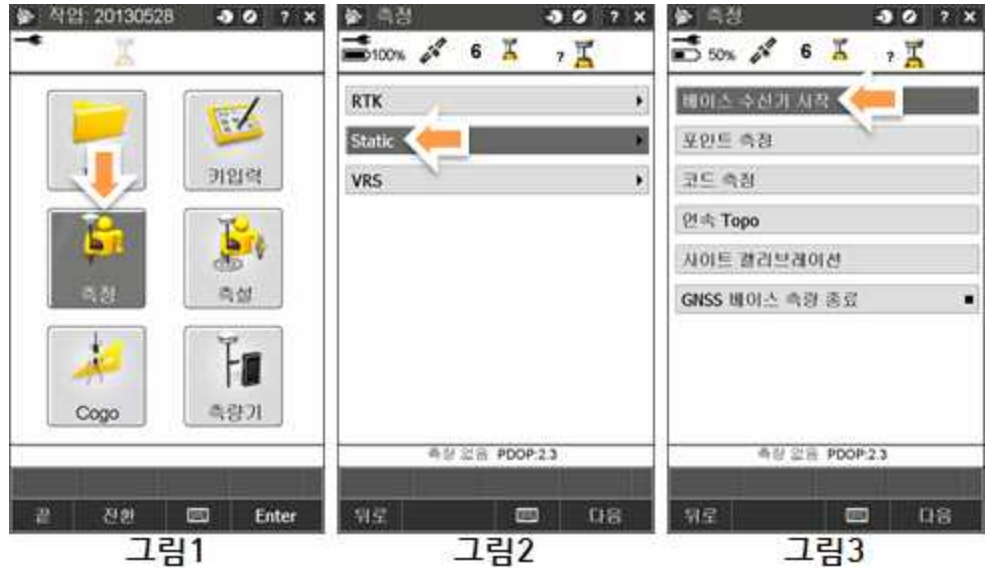 작업: 20130528
? ×
키입력
측정
측설
Cogo
측량기
끝
전환
Enter
그림1
측정
? ×
100%
6
?
RTK
Static
VRS
측량 없음 PDOP:2.3
뒤로
다음
그림2
측정
? ×
50%
6
?
베이스 수신기 시작
포인트 측정
코드 측정
연속 Topo
사이트 캘리브레이션
GNSS 베이스 측량 종료
측량 없음 PDOP:2.3
뒤로
다음
그림3